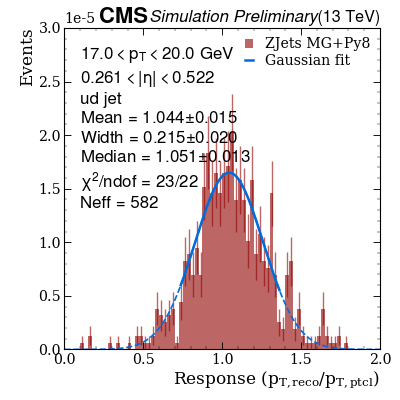 1e-5 CMS Simulation Preliminary (13 TeV)
3.0
Events
17.0 < p_T < 20.0 GeV
0.261 < |η| < 0.522
ud jet
Mean = 1.044±0.015
Width = 0.215±0.020
Median = 1.051±0.013
χ²/ndof = 23/22
Neff = 582
ZJets MG+Py8
Gaussian fit
2.5
2.0
1.5
1.0
0.5
0.0
0.0 0.5 1.0 1.5 2.0
Response (p_T,reco/p_T,ptcl)